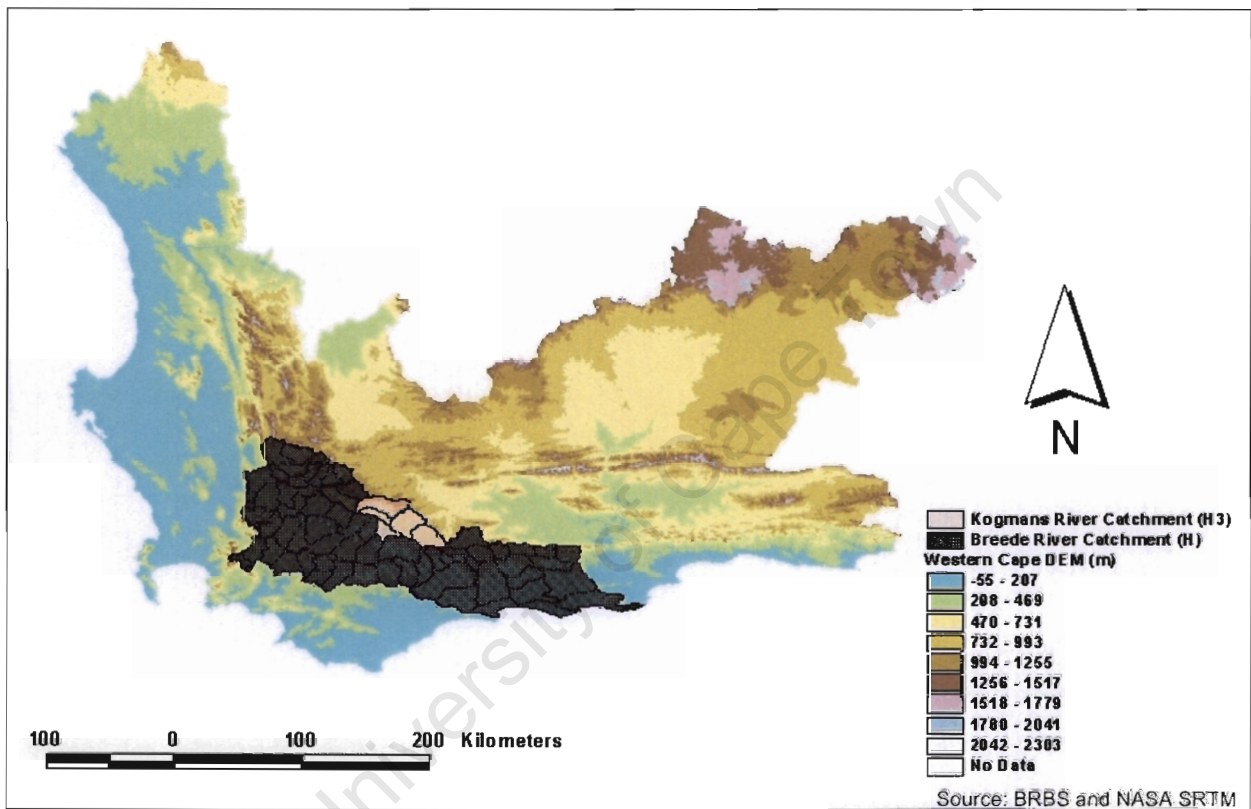 University of Cape Town
N
Kogmans River Catchment (H3)
Breede River Catchment (H)
Western Cape DEM (m)
-55 - 207
208 - 469
470 - 731
732 - 993
994 - 1255
1256 - 1517
1518 - 1779
1780 - 2041
2042 - 2303
No Data
100 0 100 200 Kilometers
Source: BRBS and NASA SRTM